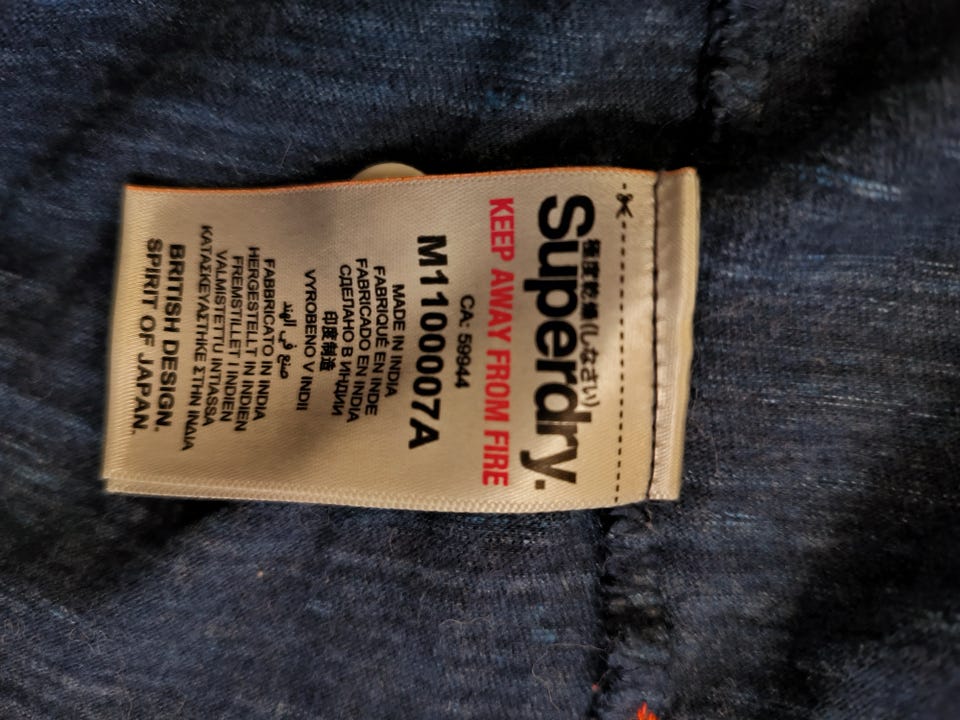 極度乾燥(しなさい)
Superdry.
KEEP AWAY FROM FIRE
CA: 59944
M1100007A
MADE IN INDIA
FABRIQUÉ EN INDE
FABRICADO EN INDIA
СДЕЛАНО В ИНДИИ
印度制造
VYROBENO V INDII
صنع في الهند
FABBRICATO IN INDIA
HERGESTELLT IN INDIEN
FREMSTILLET I INDIEN
VALMISTETTU INTIASSA
ΚΑΤΑΣΚΕΥΑΣΤΗΚΕ ΣΤΗΝ ΙΝΔΙΑ
BRITISH DESIGN.
SPIRIT OF JAPAN.